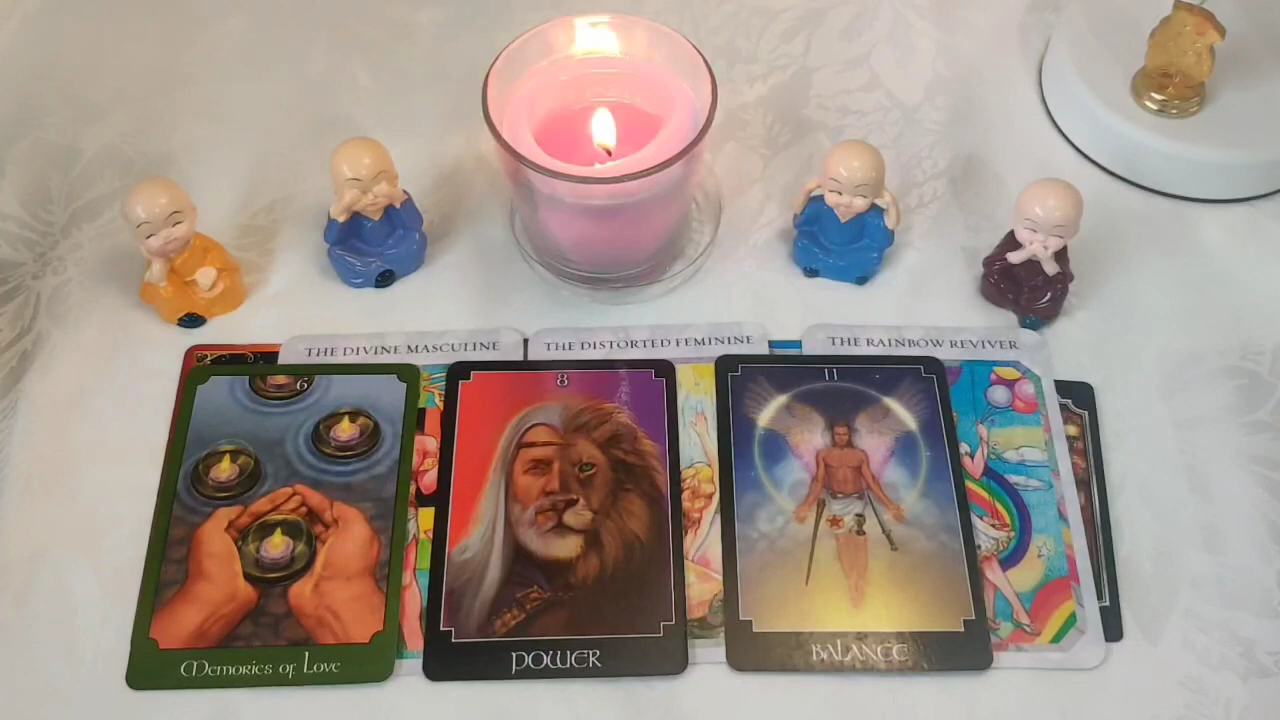 THE DIVINE MASCULINE
THE DISTORTED FEMININE
THE RAINBOW REVIVER
6
8
11
Memories of Love
POWER
BALANCE